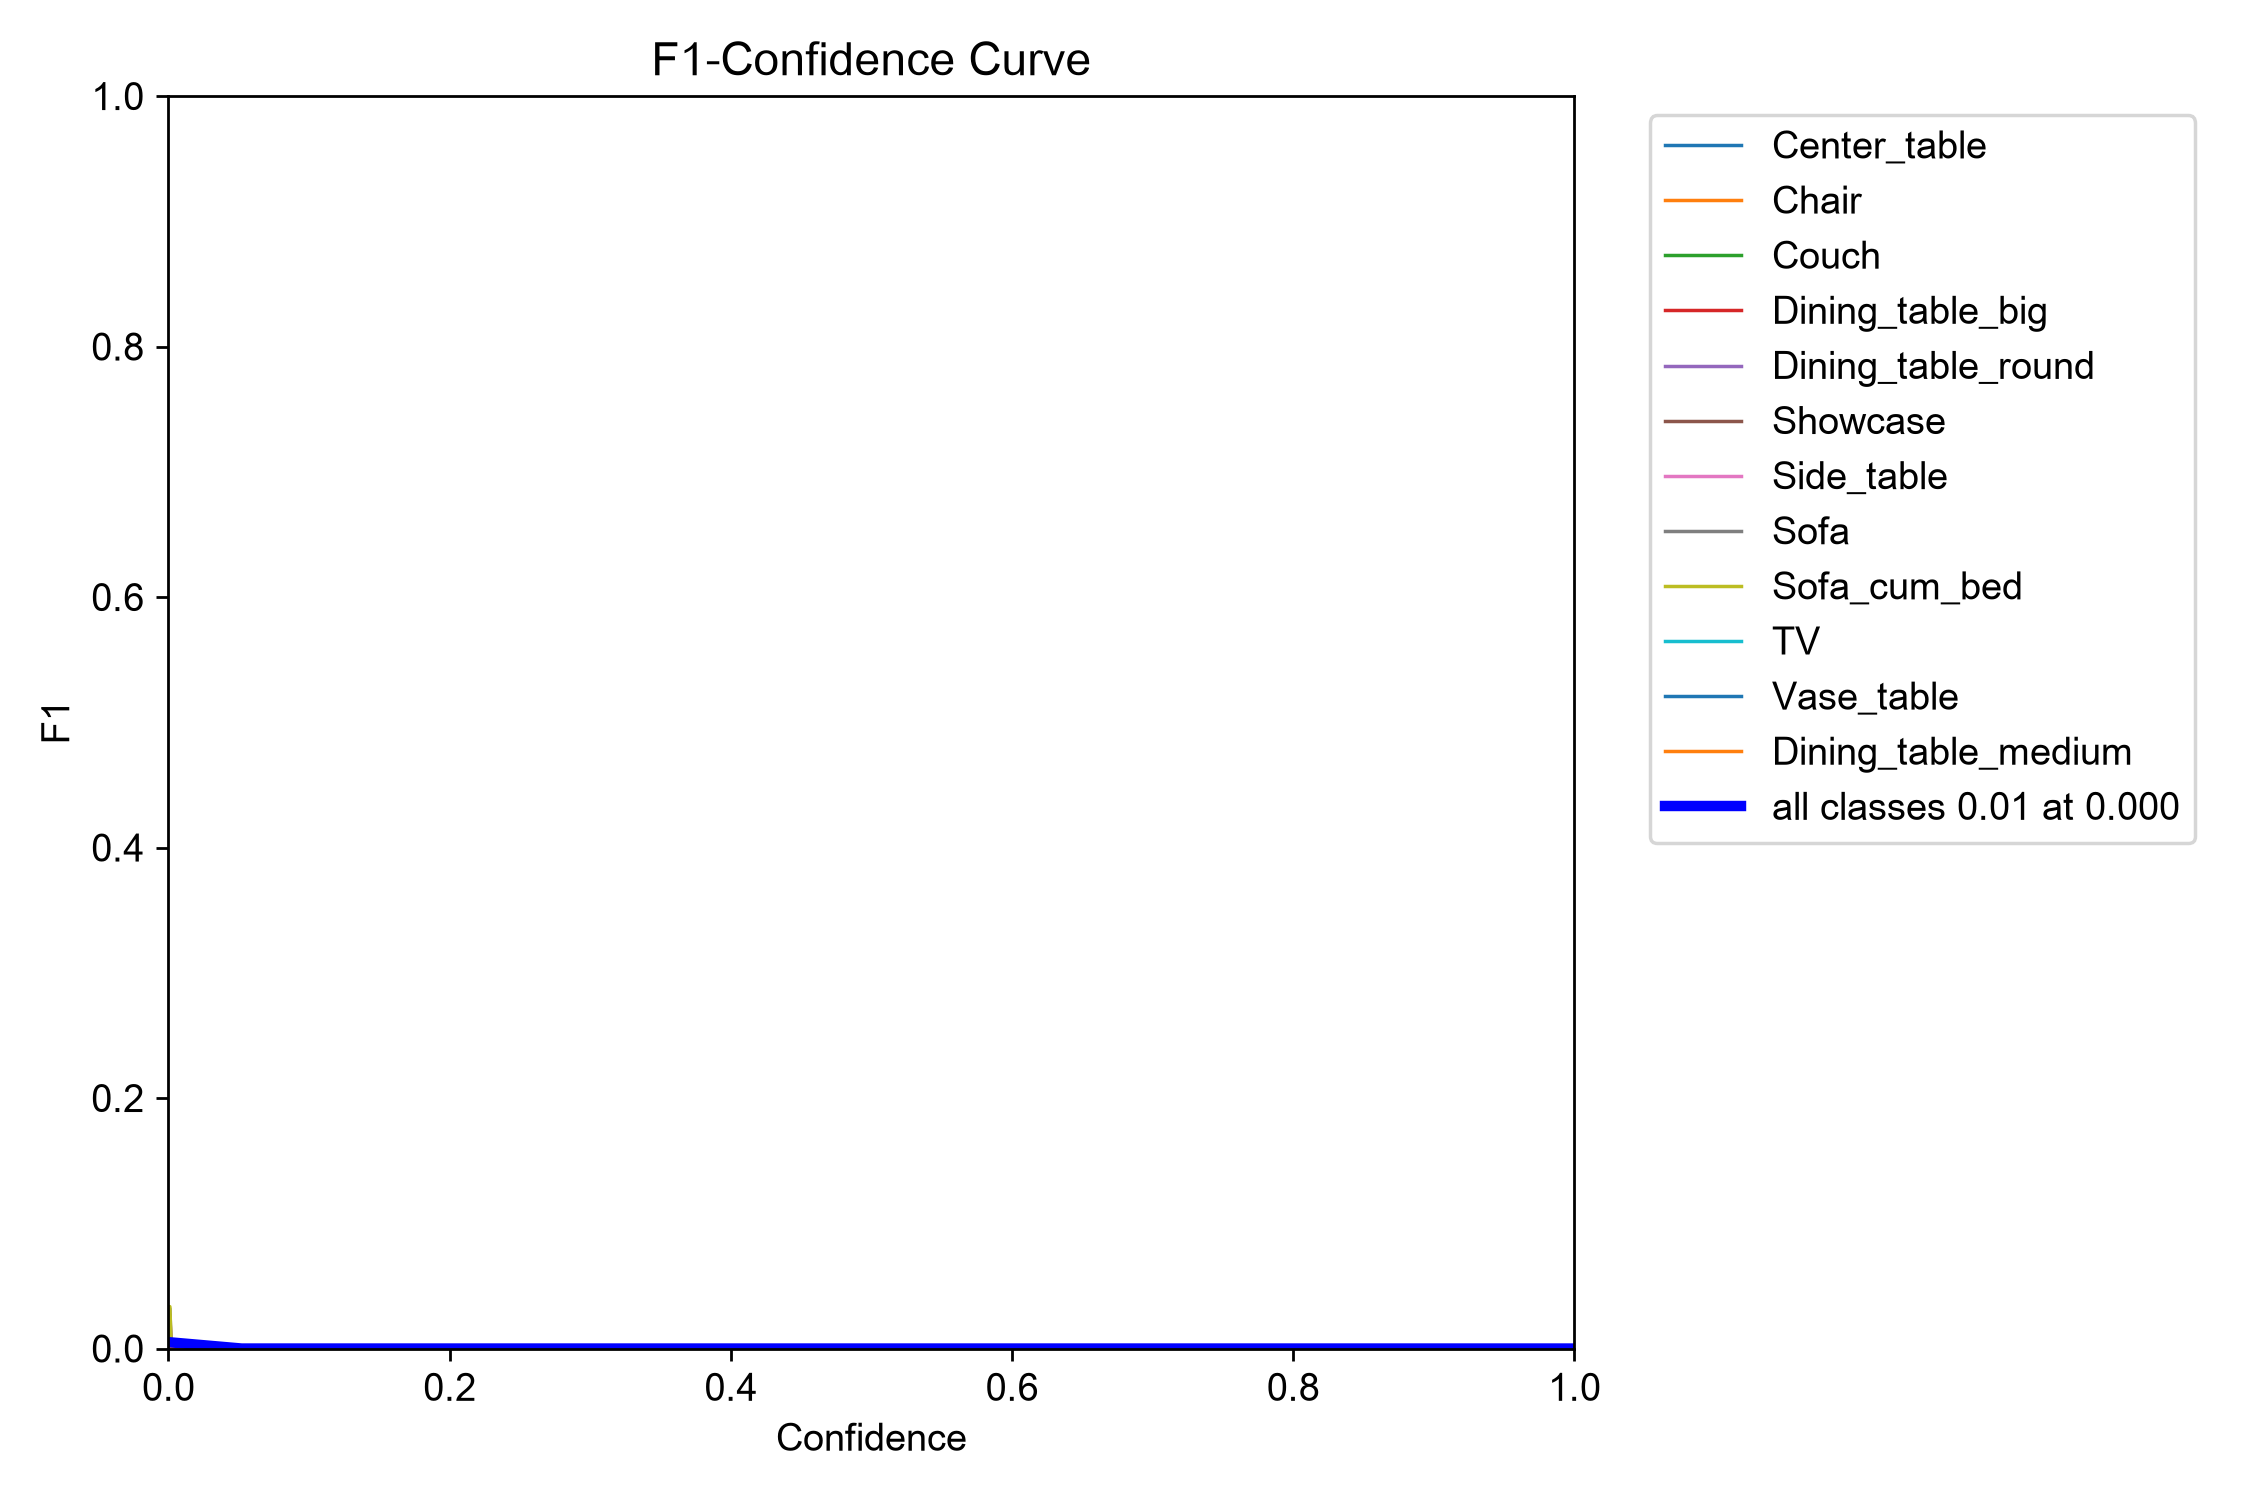 F1-Confidence Curve
1.0
0.8
0.6
0.4
0.2
0.0
F1
0.0 0.2 0.4 0.6 0.8 1.0
Confidence
Center_table
Chair
Couch
Dining_table_big
Dining_table_round
Showcase
Side_table
Sofa
Sofa_cum_bed
TV
Vase_table
Dining_table_medium
all classes 0.01 at 0.000